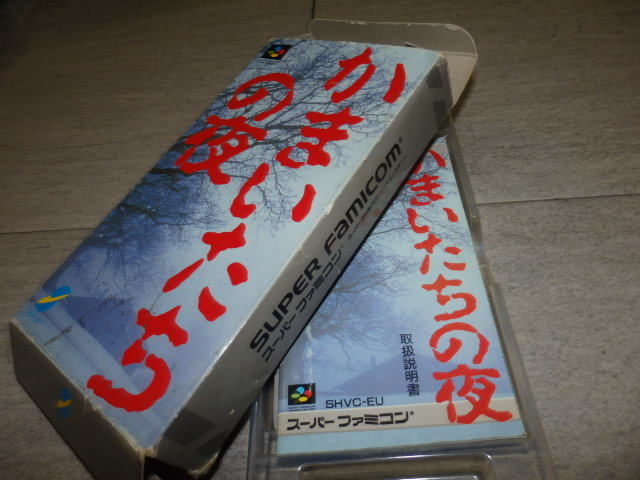 かまいたち
の夜
SUPER FAMICOM
スーパーファミコン
かまいたちの夜
取扱説明書
SHVC-EU
スーパーファミコン